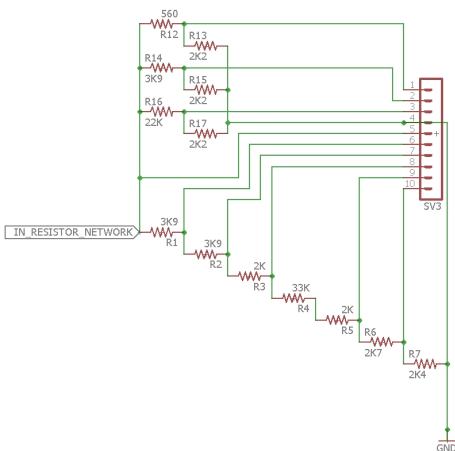 560
R12
R13
2K2
R14
3K9
R15
2K2
R16
22K
R17
2K2
1
2
3
4
5
6
7
8
9
10
+
SV3
IN_RESISTOR_NETWORK
3K9
R1
3K9
R2
2K
R3
33K
R4
2K
R5
R6
2K7
R7
2K4
GND